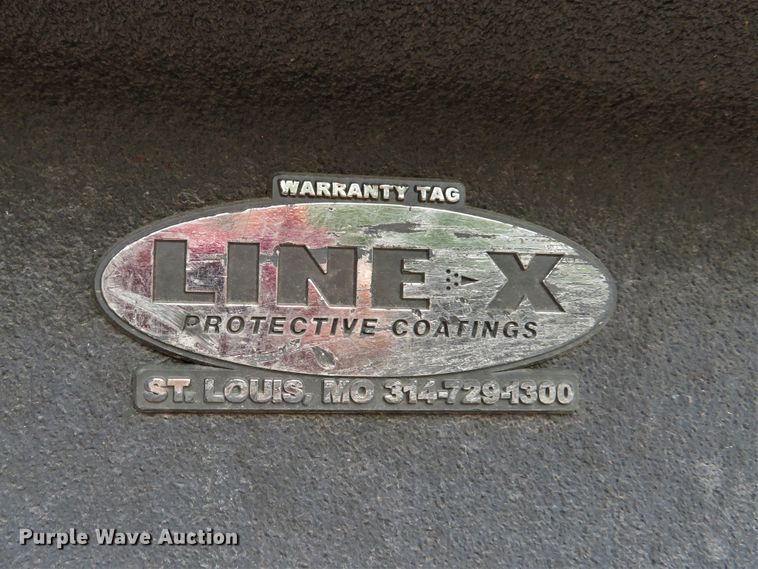 WARRANTY TAG
LINE-X
PROTECTIVE COATINGS
ST. LOUIS, MO 314-729-1300
Purple Wave Auction